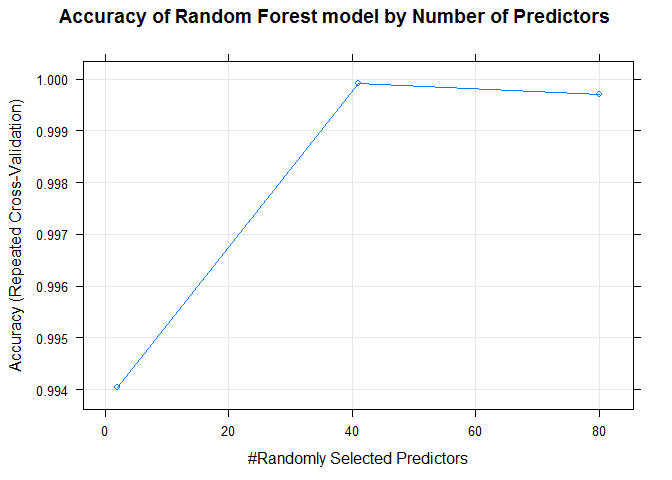 Accuracy of Random Forest model by Number of Predictors
Accuracy (Repeated Cross-Validation)
1.000
0.999
0.998
0.997
0.996
0.995
0.994
0 20 40 60 80
#Randomly Selected Predictors